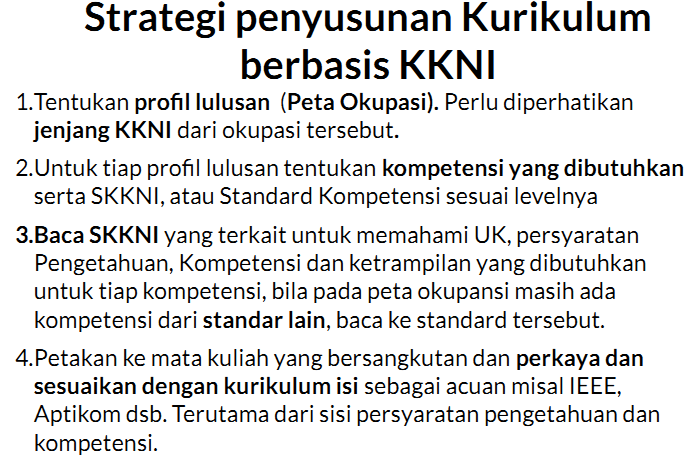 Strategi penyusunan Kurikulum
berbasis KKNI
1.Tentukan profil lulusan (Peta Okupasi). Perlu diperhatikan
jenjang KKNI dari okupasi tersebut.
2.Untuk tiap profil lulusan tentukan kompetensi yang dibutuhkan
serta SKKNI, atau Standard Kompetensi sesuai levelnya
3.Baca SKKNI yang terkait untuk memahami UK, persyaratan
Pengetahuan, Kompetensi dan ketrampilan yang dibutuhkan
untuk tiap kompetensi, bila pada peta okupansi masih ada
kompetensi dari standar lain, baca ke standard tersebut.
4.Petakan ke mata kuliah yang bersangkutan dan perkaya dan
sesuaikan dengan kurikulum isi sebagai acuan misal IEEE,
Aptikom dsb. Terutama dari sisi persyaratan pengetahuan dan
kompetensi.